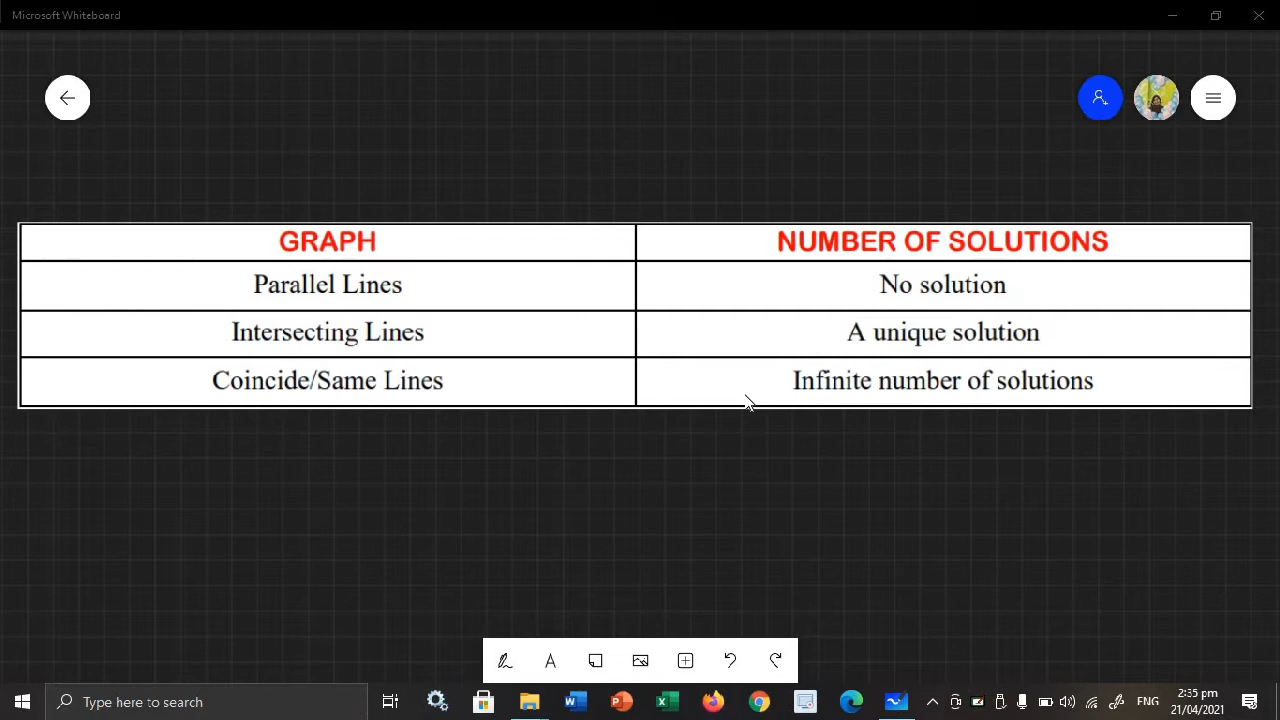 Microsoft Whiteboard
GRAPH NUMBER OF SOLUTIONS
Parallel Lines No solution
Intersecting Lines A unique solution
Coincide/Same Lines Infinite number of solutions
Type here to search
ENG
2:35 pm
21/04/2021